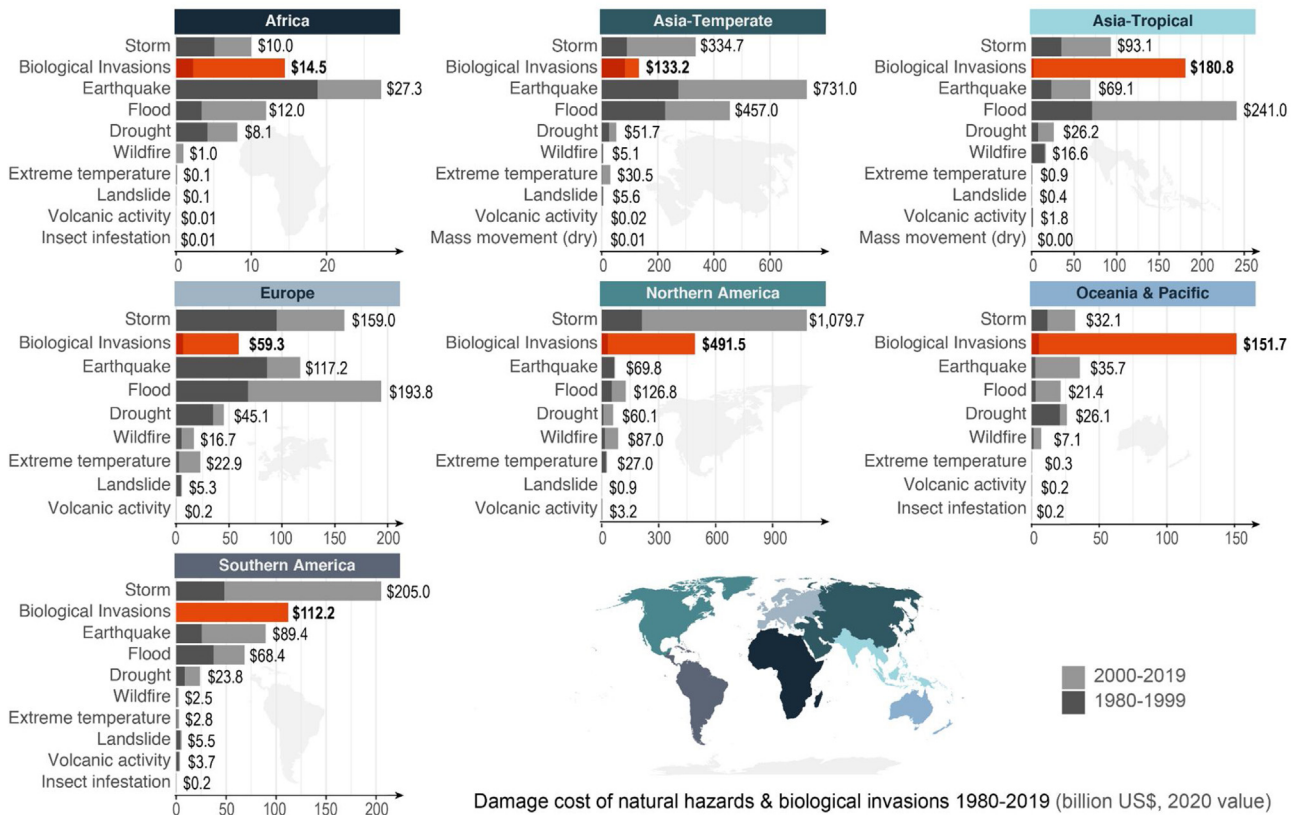 Africa
Storm $10.0
Biological Invasions $14.5
Earthquake $27.3
Flood $12.0
Drought $8.1
Wildfire $1.0
Extreme temperature $0.1
Landslide $0.1
Volcanic activity $0.01
Insect infestation $0.01
0 10 20
Asia-Temperate
Storm $334.7
Biological Invasions $133.2
Earthquake $731.0
Flood $457.0
Drought $51.7
Wildfire $5.1
Extreme temperature $30.5
Landslide $5.6
Volcanic activity $0.02
Mass movement (dry) $0.01
0 200 400 600
Asia-Tropical
Storm $93.1
Biological Invasions $180.8
Earthquake $69.1
Flood $241.0
Drought $26.2
Wildfire $16.6
Extreme temperature $0.9
Landslide $0.4
Volcanic activity $1.8
Mass movement (dry) $0.00
0 50 100 150 200 250
Europe
Storm $159.0
Biological Invasions $59.3
Earthquake $117.2
Flood $193.8
Drought $45.1
Wildfire $16.7
Extreme temperature $22.9
Landslide $5.3
Volcanic activity $0.2
0 50 100 150 200
Northern America
Storm $1,079.7
Biological Invasions $491.5
Earthquake $69.8
Flood $126.8
Drought $60.1
Wildfire $87.0
Extreme temperature $27.0
Landslide $0.9
Volcanic activity $3.2
0 300 600 900
Oceania & Pacific
Storm $32.1
Biological Invasions $151.7
Earthquake $35.7
Flood $21.4
Drought $26.1
Wildfire $7.1
Extreme temperature $0.3
Volcanic activity $0.2
Insect infestation $0.2
0 50 100 150
Southern America
Storm $205.0
Biological Invasions $112.2
Earthquake $89.4
Flood $68.4
Drought $23.8
Wildfire $2.5
Extreme temperature $2.8
Landslide $5.5
Volcanic activity $3.7
Insect infestation $0.2
0 50 100 150 200
2000-2019
1980-1999
Damage cost of natural hazards & biological invasions 1980-2019 (billion US$, 2020 value)